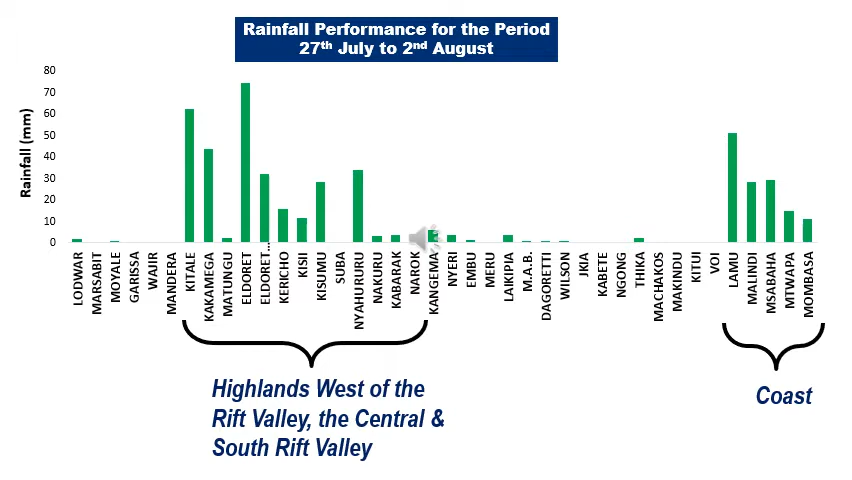 Rainfall Performance for the Period
27th July to 2nd August
Rainfall (mm)
80
70
60
50
40
30
20
10
0
LODWAR
MARSABIT
MOYALE
GARISSA
WAJIR
MANDERA
KITALE
KAKAMEGA
MATUNGU
ELDORET
ELDORET…
KERICHO
KISII
KISUMU
SUBA
NYAHURURU
NAKURU
KABARAK
NAROK
KANGEMA
NYERI
EMBU
MERU
LAIKIPIA
M.A.B.
DAGORETTI
WILSON
JKIA
KABETE
NGONG
THIKA
MACHAKOS
MAKINDU
KITUI
VOI
LAMU
MALINDI
MSABAHA
MTWAPA
MOMBASA
Highlands West of the
Rift Valley, the Central &
South Rift Valley
Coast